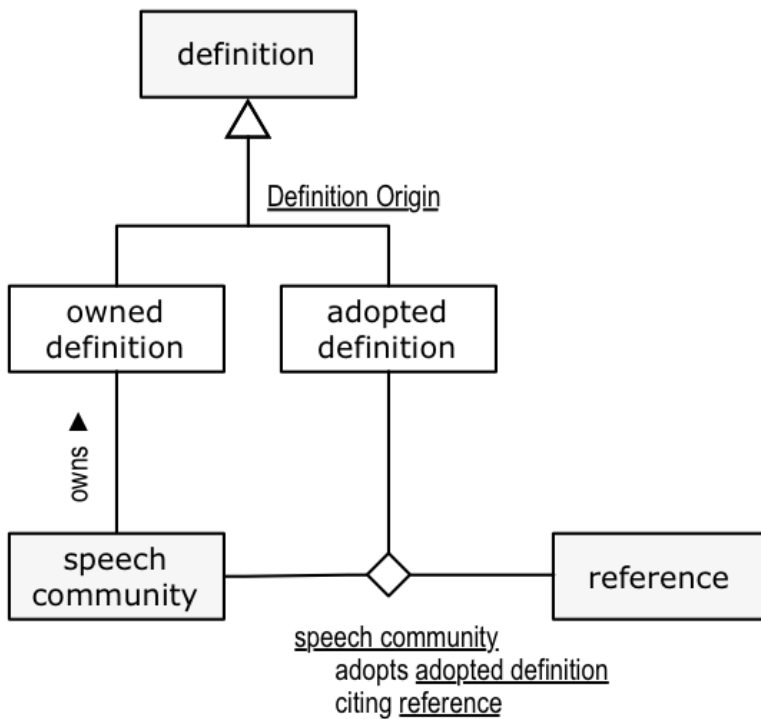 definition
Definition Origin
owned
definition
adopted
definition
owns ▶
speech
community
reference
speech community
adopts adopted definition
citing reference